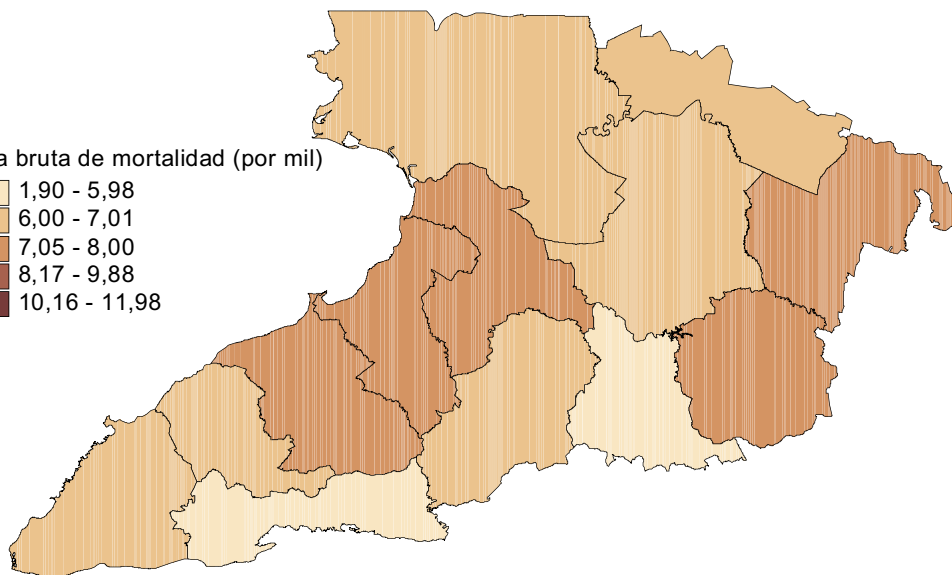 a bruta de mortalidad (por mil)
1,90 - 5,98
6,00 - 7,01
7,05 - 8,00
8,17 - 9,88
10,16 - 11,98